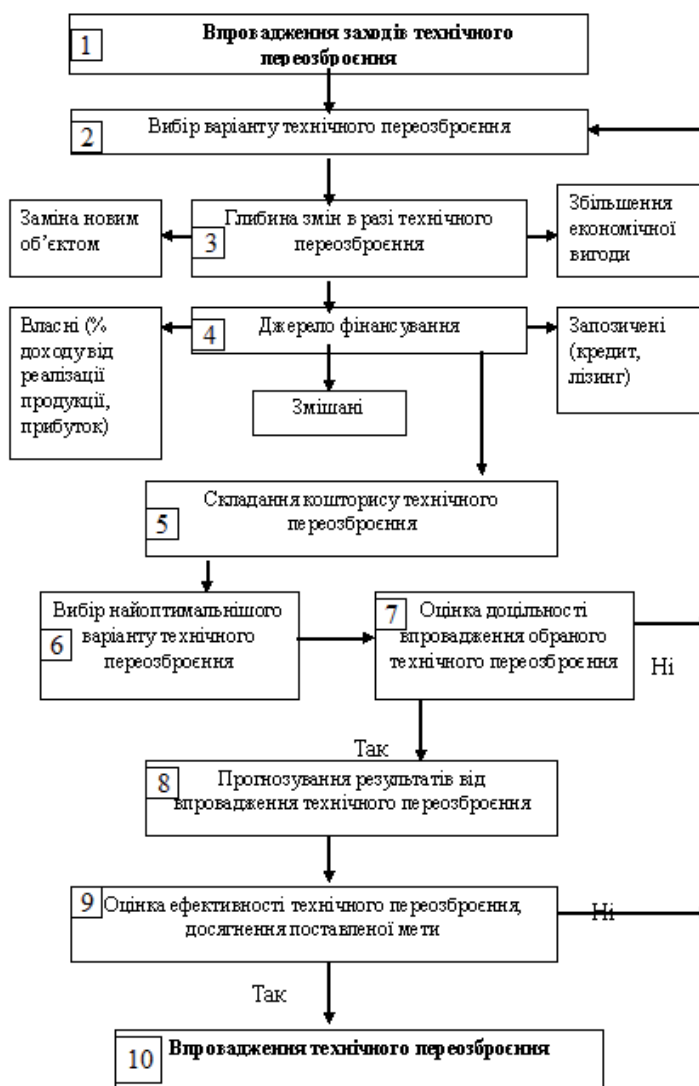 1
Впровадження заходів технічного
переозброєння
2
Вибір варіанту технічного переозброєння
Заміна новим
об’єктом
3
Глибина змін в разі технічного
переозброєння
Збільшення
економічної
вигоди
Власні (%
доходу від
реалізації
продукції,
прибуток)
4
Джерело фінансування
Запозичені
(кредит,
лізинг)
Змішані
5
Складання кошторису технічного
переозброєння
6
Вибір найоптимальнішого
варіанту технічного
переозброєння
7
Оцінка доцільності
впровадження обраного
технічного переозброєння
Ні
Так
8
Прогнозування результатів від
впровадження технічного переозброєння
9
Оцінка ефективності технічного переозброєння,
досягнення поставленої мети
Ні
Так
10
Впровадження технічного переозброєння